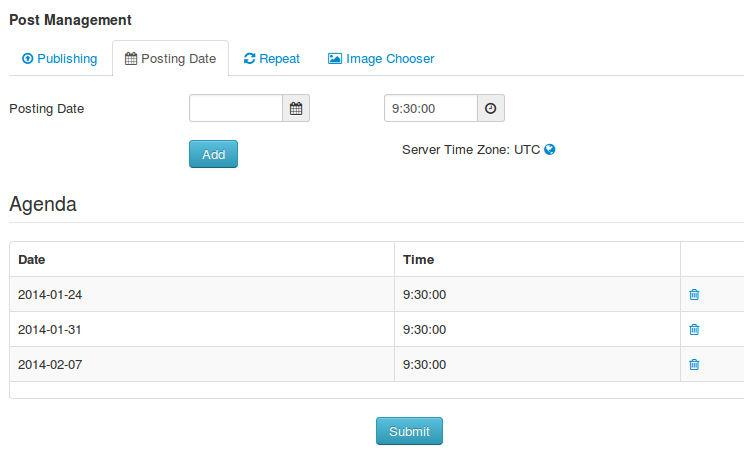 Post Management
Publishing Posting Date Repeat Image Chooser
Posting Date 9:30:00
Add Server Time Zone: UTC
Agenda
Date Time
2014-01-24 9:30:00
2014-01-31 9:30:00
2014-02-07 9:30:00
Submit